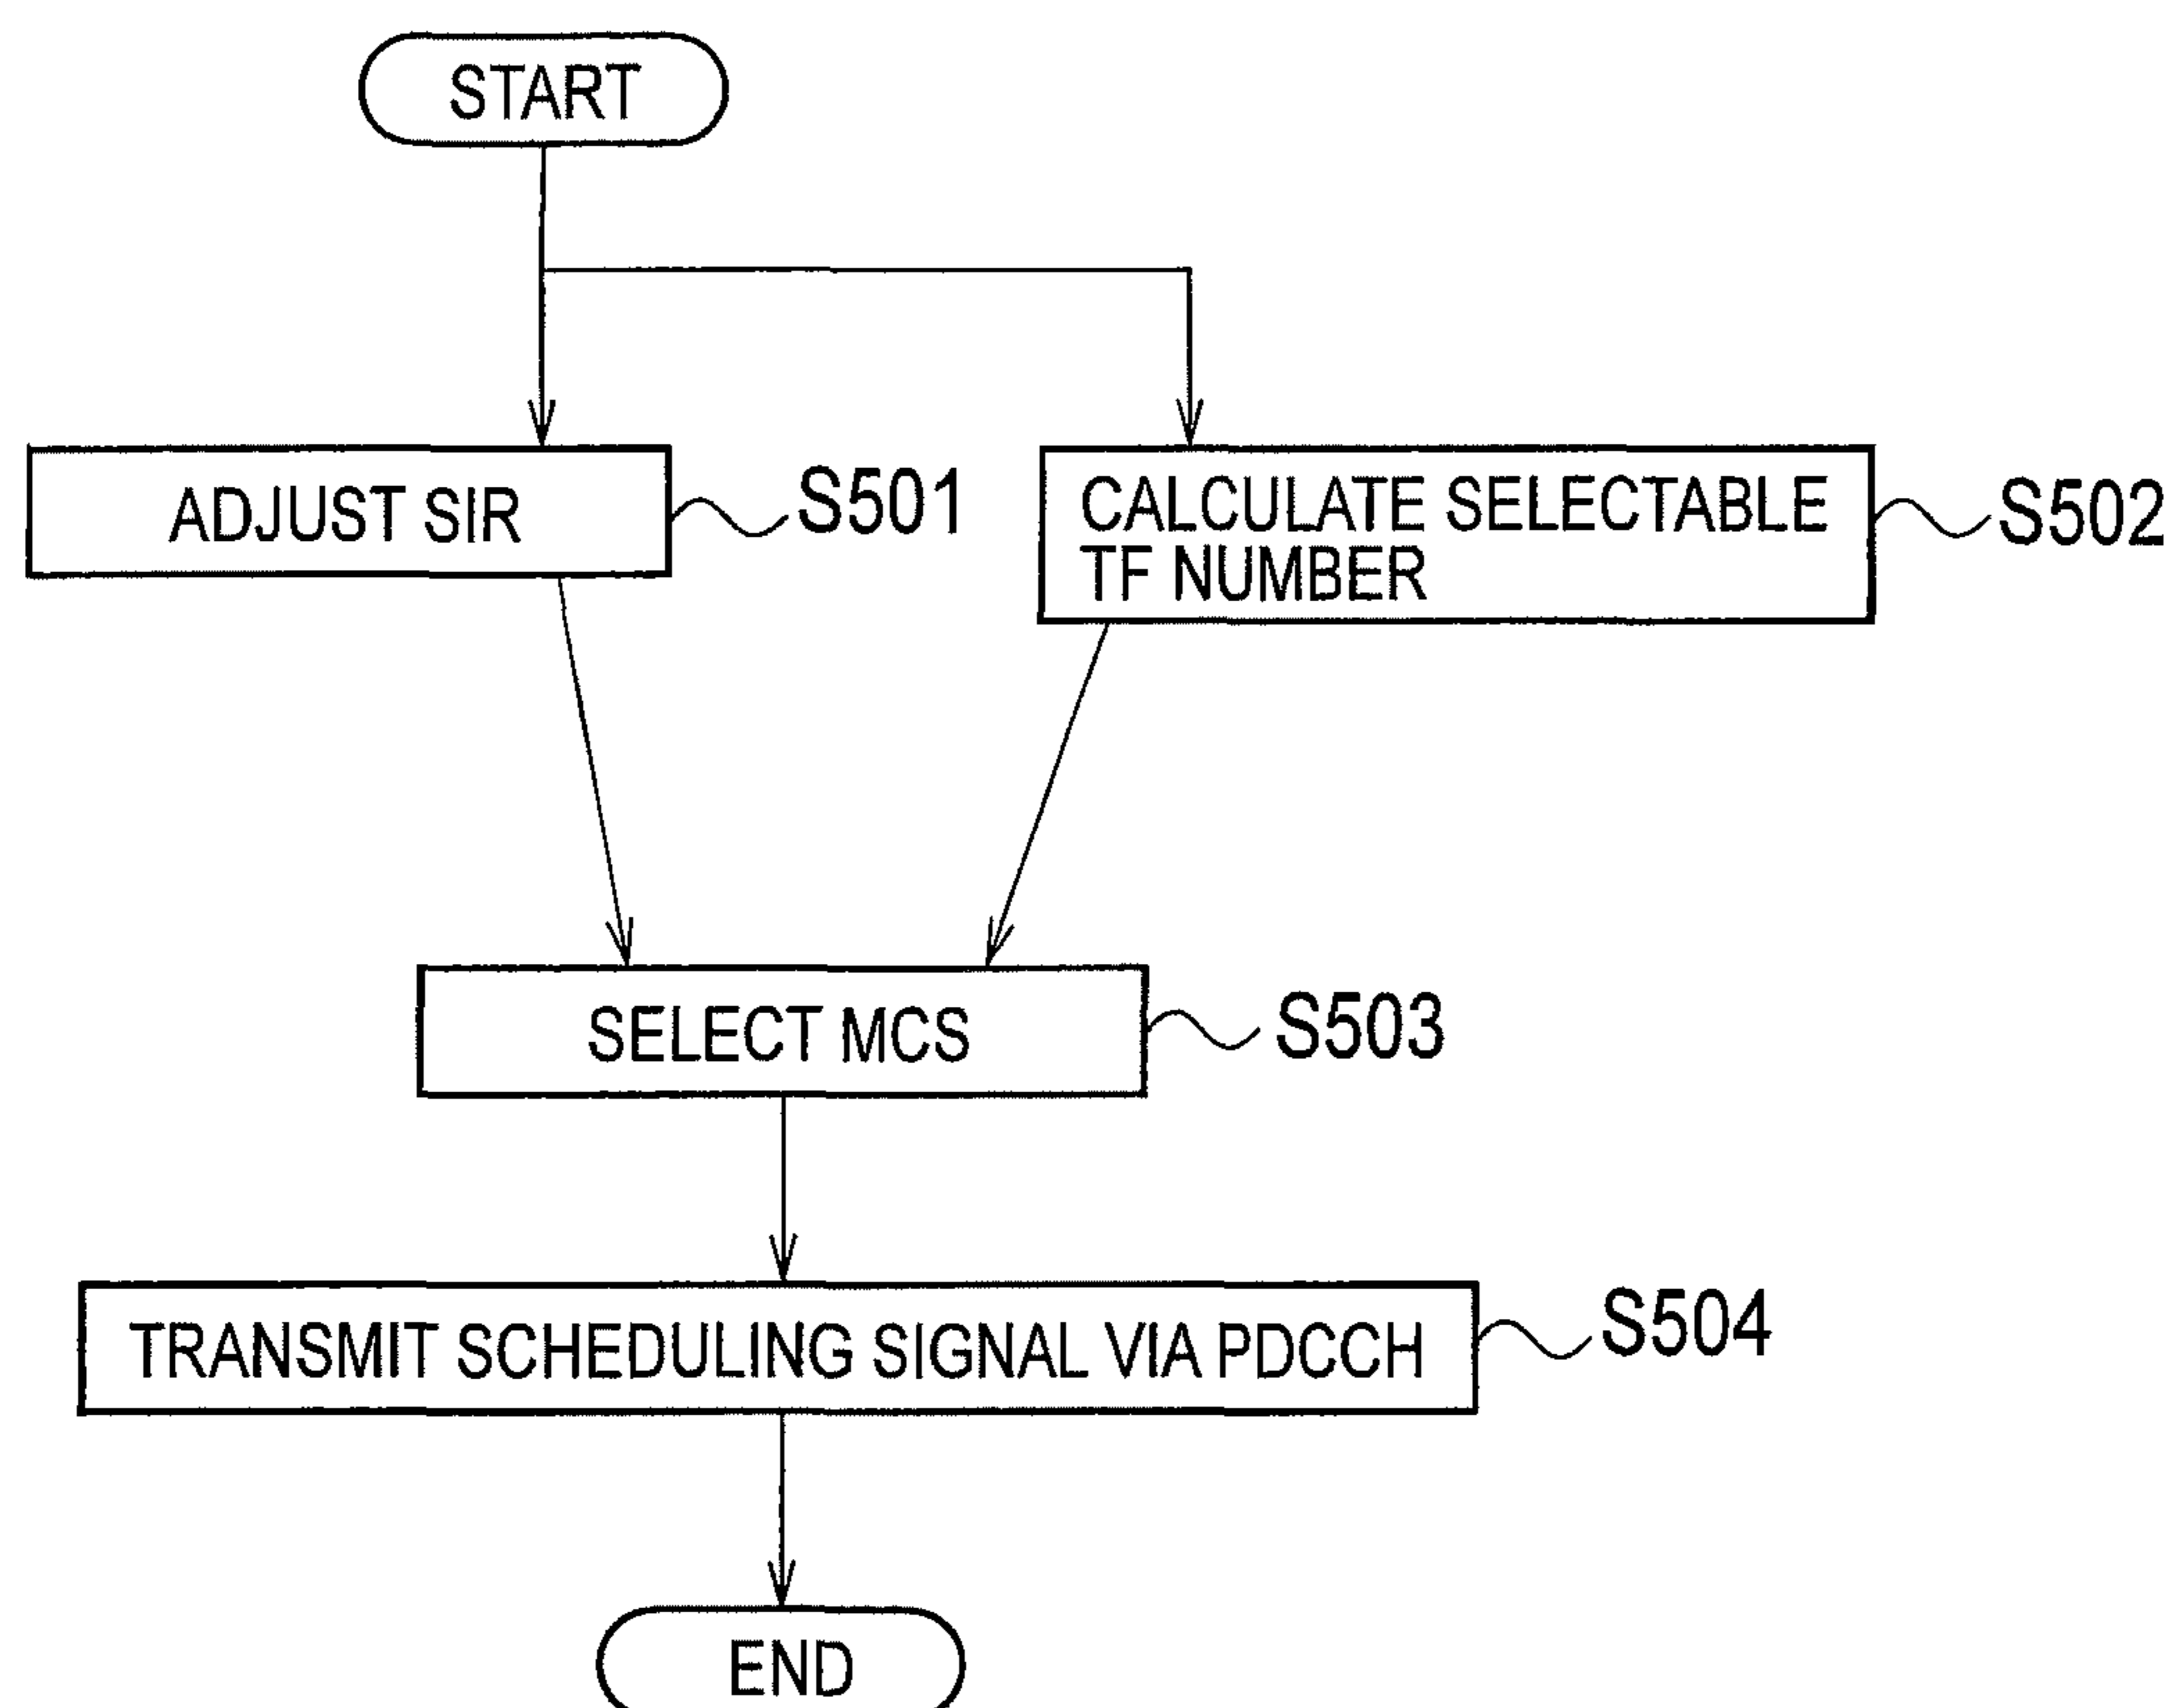 START
ADJUST SIR
S501
CALCULATE SELECTABLE
TF NUMBER
S502
SELECT MCS
S503
TRANSMIT SCHEDULING SIGNAL VIA PDCCH
S504
END